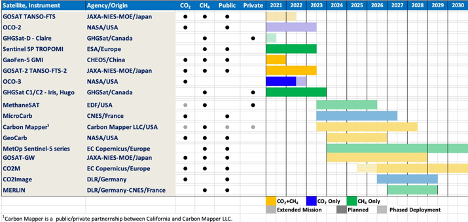 Satellite, Instrument Agency/Origin CO₂ CH₄ Public Private 2021 2022 2023 2024 2025 2026 2027 2028 2029 2030
GOSAT TANSO-FTS JAXA-NIES-MOE/Japan
OCO-2 NASA/USA
GHGSat-D - Claire GHGSat/Canada
Sentinel 5P TROPOMI ESA/Europe
GaoFen-5 GMI CHEOS/China
GOSAT-2 TANSO-FTS-2 JAXA-NIES-MOE/Japan
OCO-3 NASA/USA
GHGSat C1/C2 - Iris, Hugo GHGSat/Canada
MethaneSAT EDF/USA
MicroCarb CNES/France
Carbon Mapper¹ Carbon Mapper LLC/USA
GeoCarb NASA/USA
MetOp Sentinel-5 series EC Copernicus/Europe
GOSAT-GW JAXA-NIES-MOE/Japan
CO2M EC Copernicus/Europe
CO2Image DLR/Germany
MERLIN DLR/Germany-CNES/France
CO₂+CH₄ CO₂ Only CH₄ Only
Extended Mission Planned Phased Deployment
¹Carbon Mapper is a public/private partnership between California and Carbon Mapper LLC.